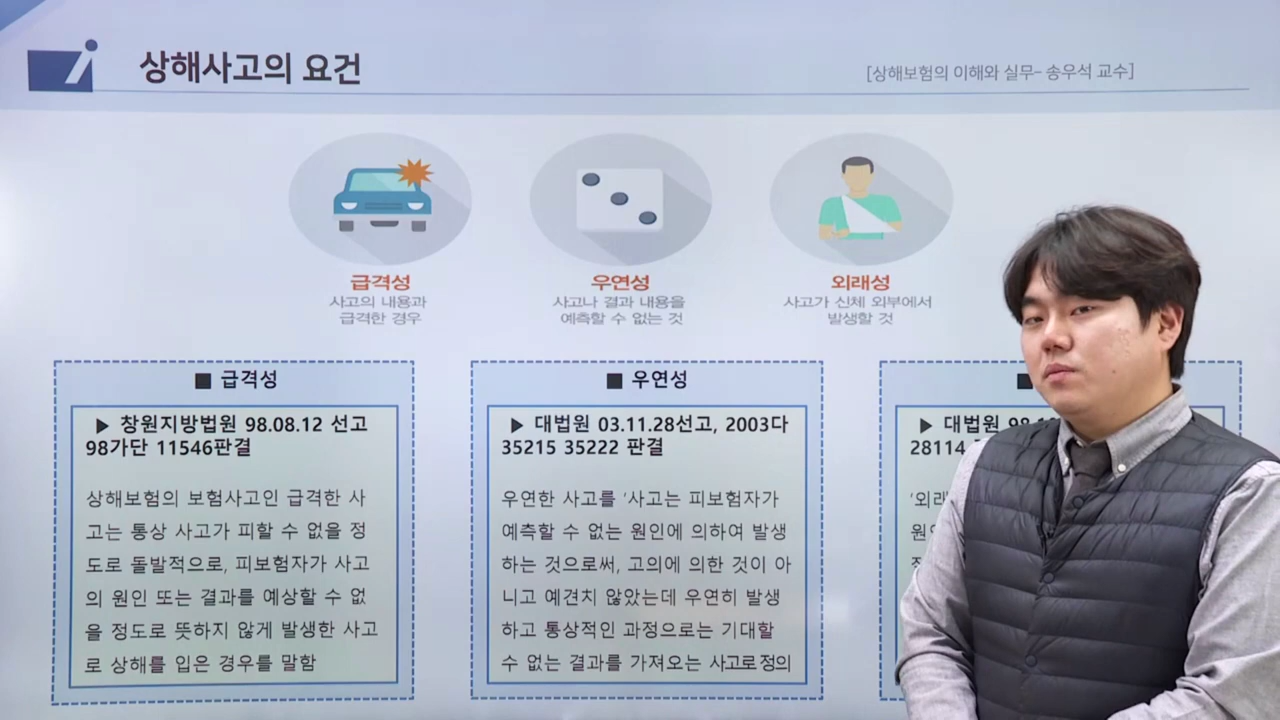 상해사고의 요건
[상해보험의 이해와 실무- 송우석 교수]
급격성
사고의 내용과
급격한 경우
우연성
사고나 결과 내용을
예측할 수 없는 것
외래성
사고가 신체 외부에서
발생할 것
■ 급격성
▶ 창원지방법원 98.08.12 선고
98가단 11546판결
상해보험의 보험사고인 급격한 사
고는 통상 사고가 피할 수 없을 정
도로 돌발적으로, 피보험자가 사고
의 원인 또는 결과를 예상할 수 없
을 정도로 뜻하지 않게 발생한 사고
로 상해를 입은 경우를 말함
■ 우연성
▶ 대법원 03.11.28선고, 2003다
35215 35222 판결
우연한 사고를 '사고는 피보험자가
예측할 수 없는 원인에 의하여 발생
하는 것으로써, 고의에 의한 것이 아
니고 예견치 않았는데 우연히 발생
하고 통상적인 과정으로는 기대할
수 없는 결과를 가져오는 사고로정의
■
▶ 대법원
28114
'외래